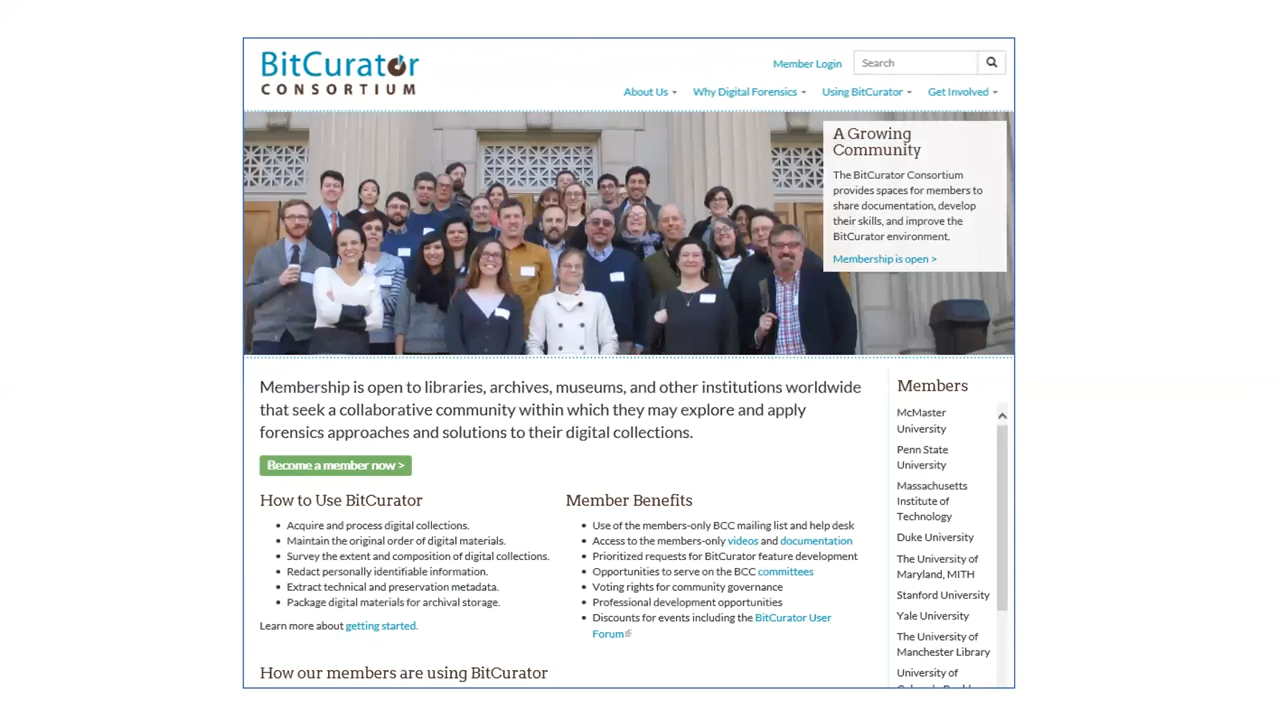 BitCurator
CONSORTIUM
Member Login
Search
About Us
Why Digital Forensics
Using BitCurator
Get Involved
A Growing
Community
The BitCurator Consortium
provides spaces for members to
share documentation, develop
their skills, and improve the
BitCurator environment.
Membership is open >
Membership is open to libraries, archives, museums, and other institutions worldwide
that seek a collaborative community within which they may explore and apply
forensics approaches and solutions to their digital collections.
Become a member now >
How to Use BitCurator
• Acquire and process digital collections.
• Maintain the original order of digital materials.
• Survey the extent and composition of digital collections.
• Redact personally identifiable information.
• Extract technical and preservation metadata.
• Package digital materials for archival storage.
Learn more about getting started.
Member Benefits
• Use of the members-only BCC mailing list and help desk
• Access to the members-only videos and documentation
• Prioritized requests for BitCurator feature development
• Opportunities to serve on the BCC committees
• Voting rights for community governance
• Professional development opportunities
• Discounts for events including the BitCurator User
Forum
How our members are using BitCurator
Members
McMaster
University
Penn State
University
Massachusetts
Institute of
Technology
Duke University
The University of
Maryland, MITH
Stanford University
Yale University
The University of
Manchester Library
University of